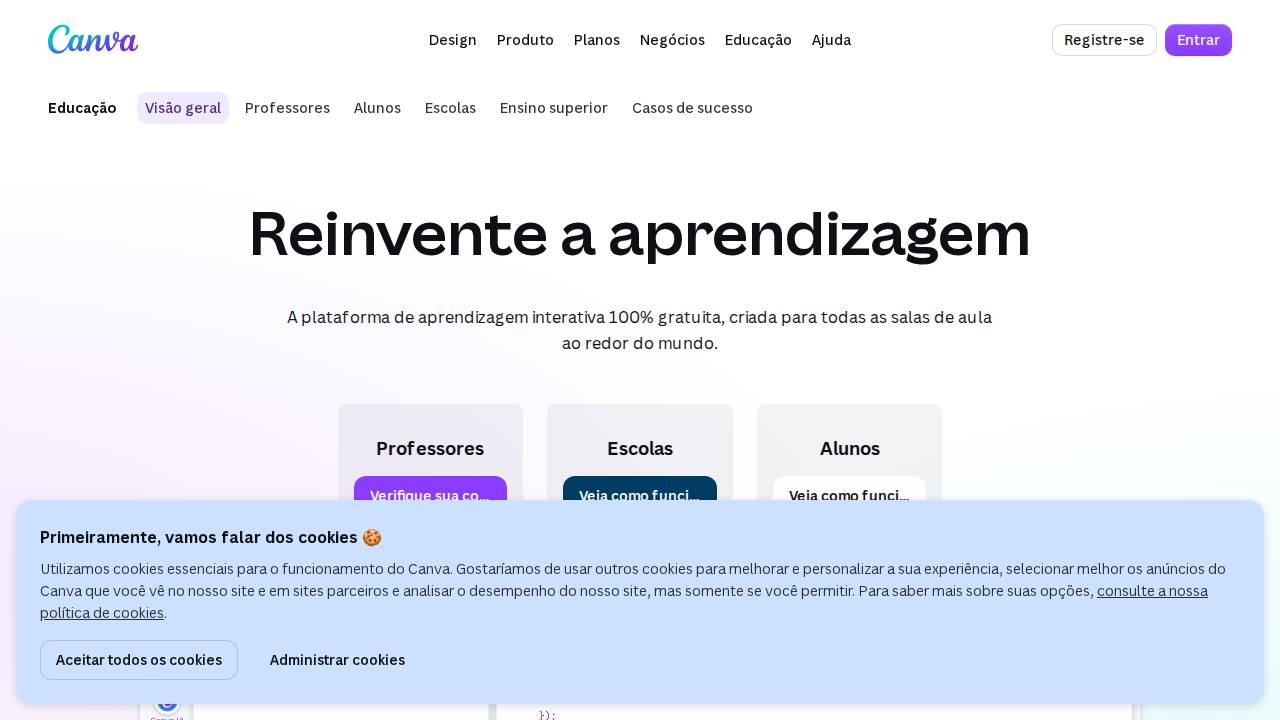 Canva
Design Produto Planos Negócios Educação Ajuda
Registre-se Entrar
Educação Visão geral Professores Alunos Escolas Ensino superior Casos de sucesso
Reinvente a aprendizagem
A plataforma de aprendizagem interativa 100% gratuita, criada para todas as salas de aula
ao redor do mundo.
Professores Escolas Alunos
Verifique sua co... Veja como funci... Veja como funci...
Primeiramente, vamos falar dos cookies 🍪
Utilizamos cookies essenciais para o funcionamento do Canva. Gostaríamos de usar outros cookies para melhorar e personalizar a sua experiência, selecionar melhor os anúncios do
Canva que você vê no nosso site e em sites parceiros e analisar o desempenho do nosso site, mas somente se você permitir. Para saber mais sobre suas opções, consulte a nossa
política de cookies.
Aceitar todos os cookies Administrar cookies
});